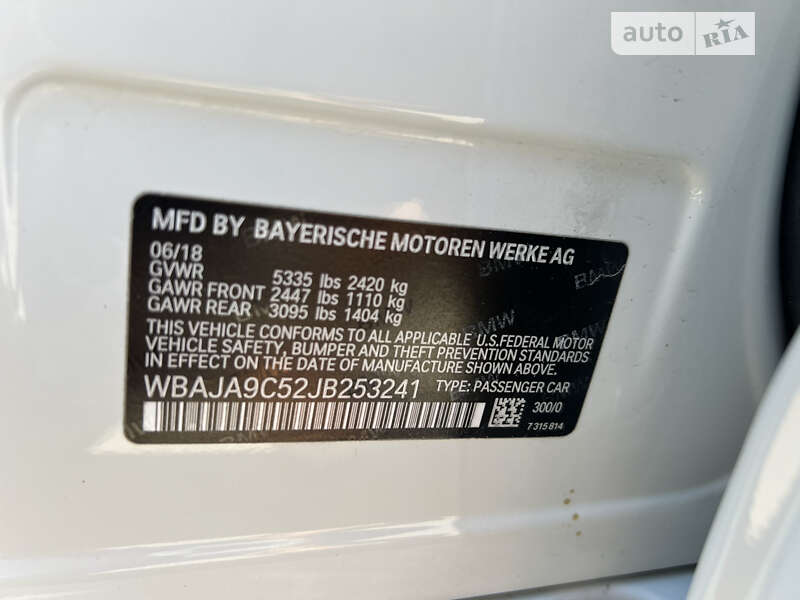 auto RIA
MFD BY BAYERISCHE MOTOREN WERKE AG
06/18
GVWR 5335 lbs 2420 kg
GAWR FRONT 2447 lbs 1110 kg
GAWR REAR 3095 lbs 1404 kg
THIS VEHICLE CONFORMS TO ALL APPLICABLE U.S.FEDERAL MOTOR
VEHICLE SAFETY, BUMPER AND THEFT PREVENTION STANDARDS
IN EFFECT ON THE DATE OF MANUFACTURE SHOWN ABOVE.
WBAJA9C52JB253241 TYPE: PASSENGER CAR
300/0
7315814